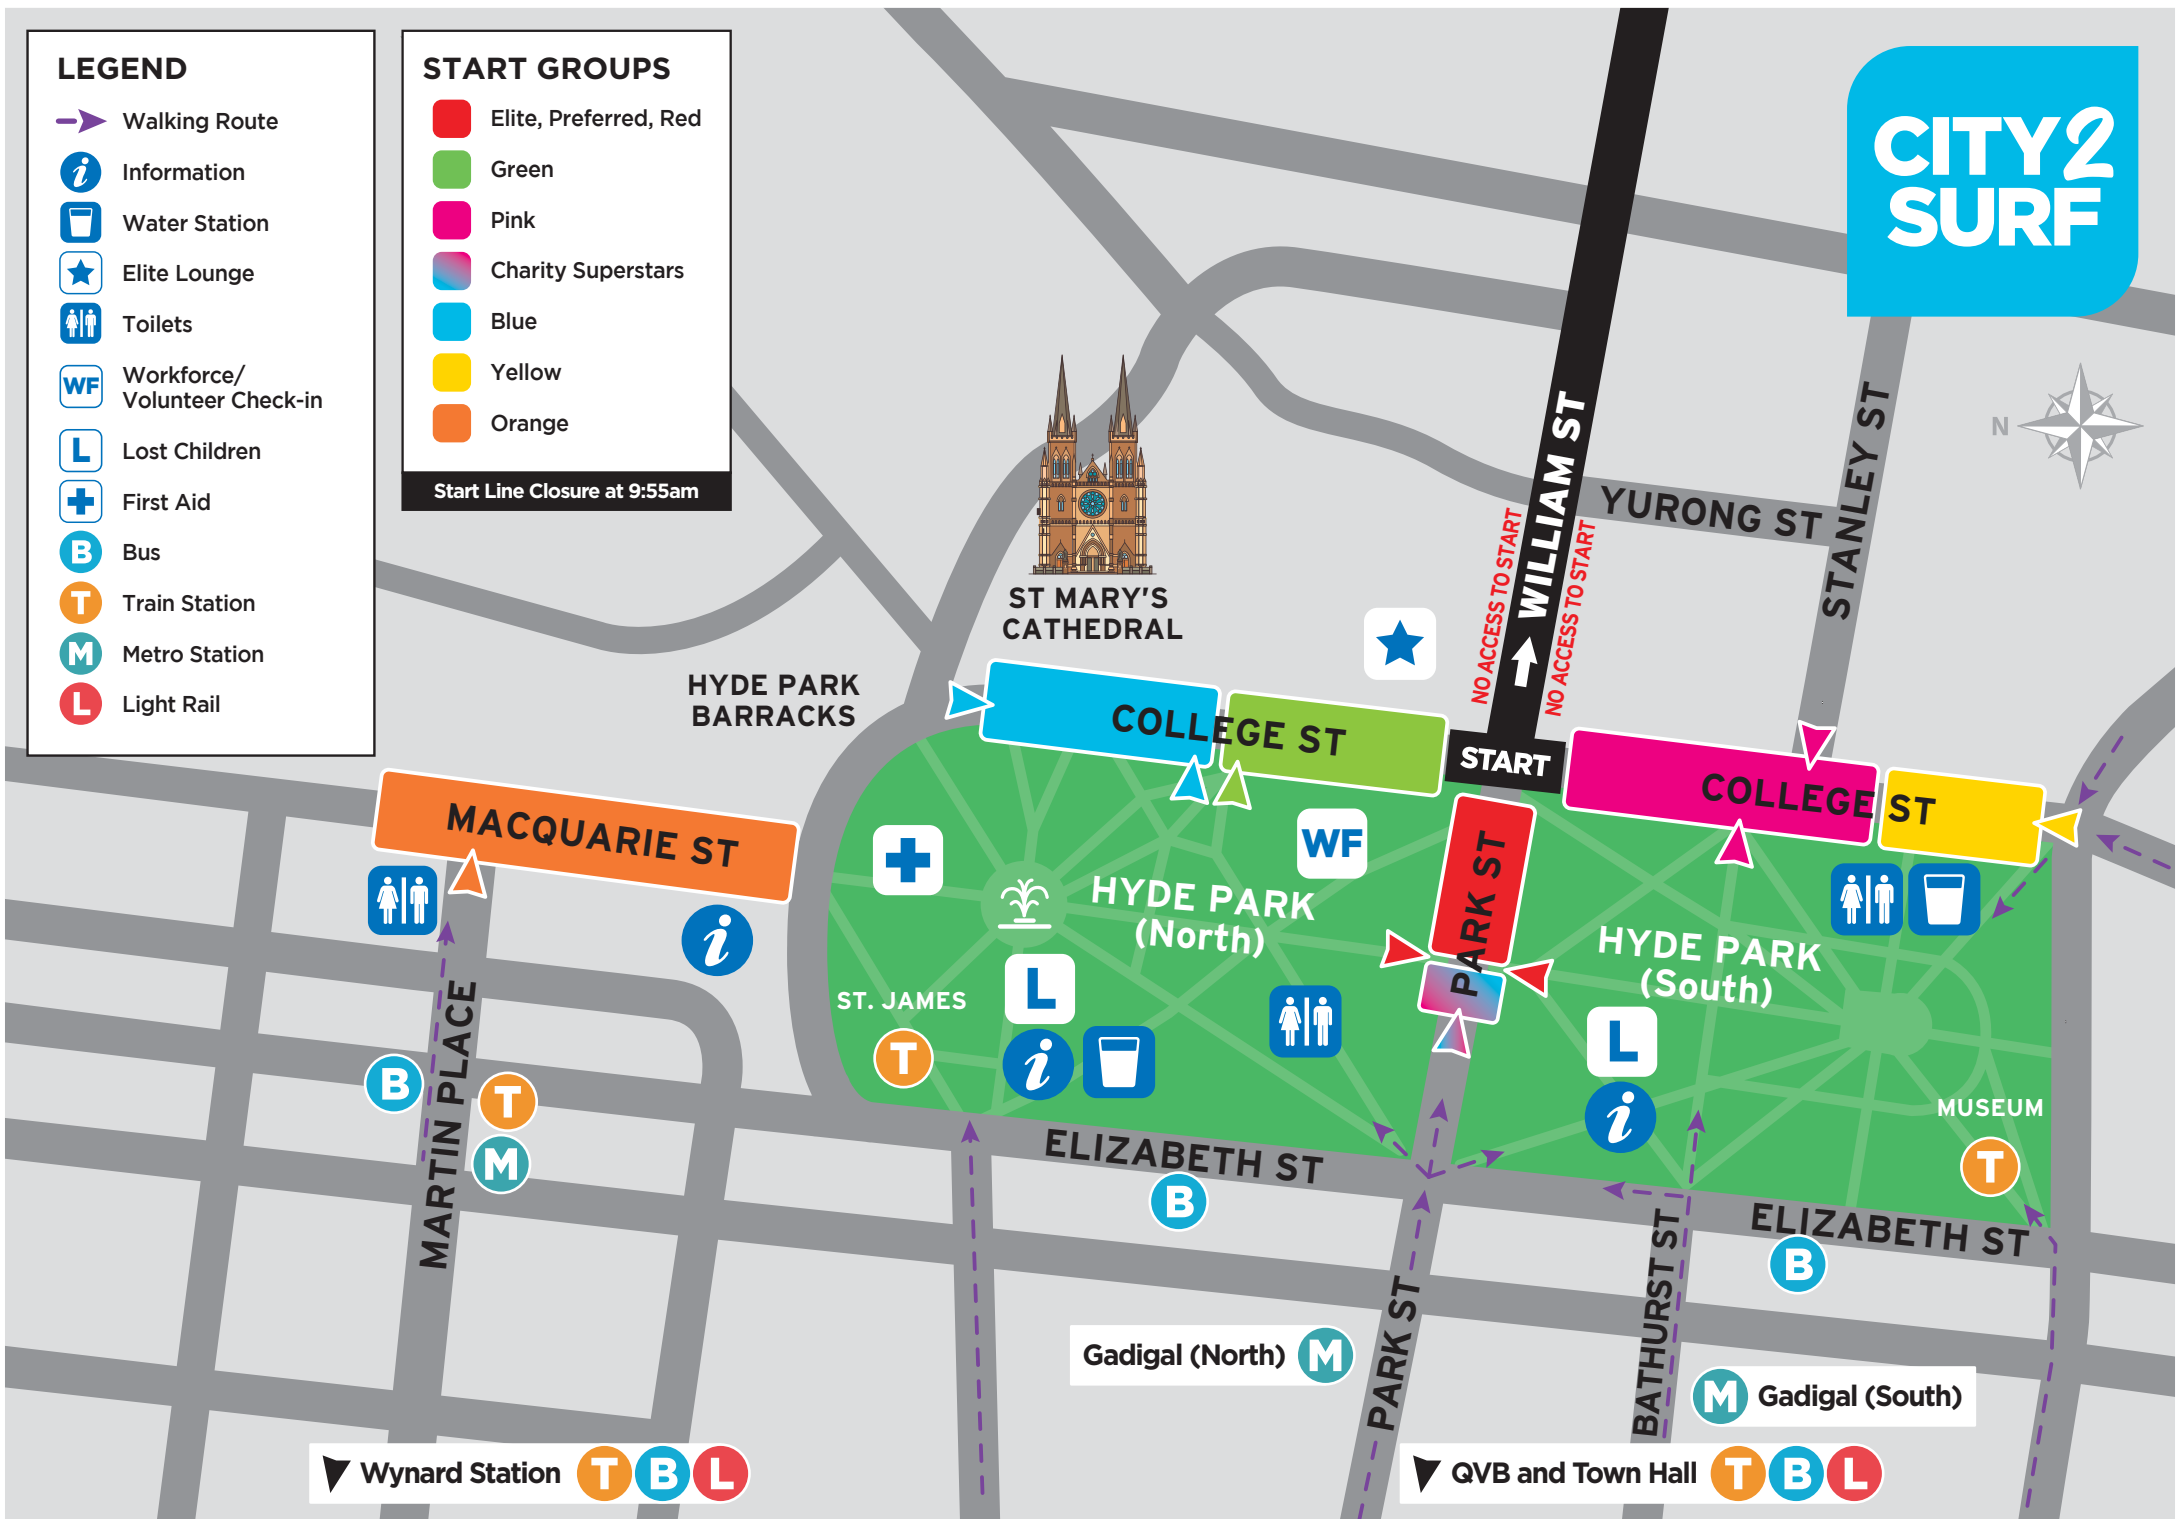 LEGEND
Walking Route
Information
Water Station
Elite Lounge
Toilets
WF
Workforce/
Volunteer Check-in
L
Lost Children
First Aid
B
Bus
T
Train Station
M
Metro Station
L
Light Rail
START GROUPS
Elite, Preferred, Red
Green
Pink
Charity Superstars
Blue
Yellow
Orange
Start Line Closure at 9:55am
CITY2
SURF
N
WILLIAM ST
NO ACCESS TO START
NO ACCESS TO START
YURONG ST
STANLEY ST
ST MARY'S
CATHEDRAL
HYDE PARK
BARRACKS
COLLEGE ST
START
COLLEGE ST
MACQUARIE ST
WF
PARK ST
HYDE PARK
(North)
HYDE PARK
(South)
ST. JAMES
T
L
L
MUSEUM
T
MARTIN PLACE
B
T
M
ELIZABETH ST
B
ELIZABETH ST
B
PARK ST
BATHURST ST
Gadigal (North) M
M Gadigal (South)
Wynard Station T B L
QVB and Town Hall T B L